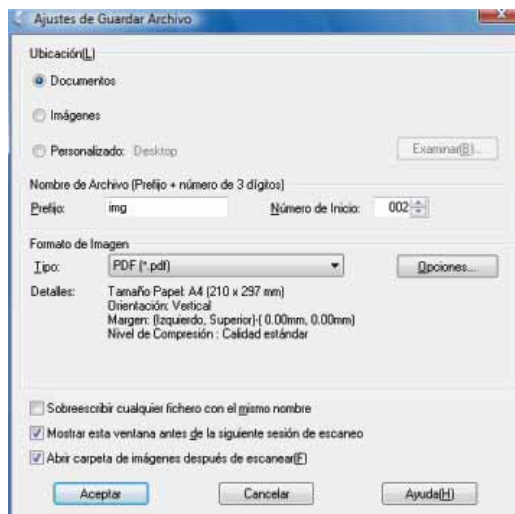 Ajustes de Guardar Archivo
Ubicación(L)
Documentos
Imágenes
Personalizado: Desktop Examinar(B)...
Nombre de Archivo (Prefijo + número de 3 dígitos)
Prefijo: img Número de Inicio: 002
Formato de Imagen
Tipo: PDF (*.pdf) Opciones...
Detalles: Tamaño Papel: A4 (210 x 297 mm)
Orientación: Vertical
Margen: (Izquierdo, Superior)-( 0.00mm, 0.00mm)
Nivel de Compresión : Calidad estándar
Sobreescribir cualquier fichero con el mismo nombre
Mostrar esta ventana antes de la siguiente sesión de escaneo
Abrir carpeta de imágenes después de escanear(F)
Aceptar Cancelar Ayuda(H)